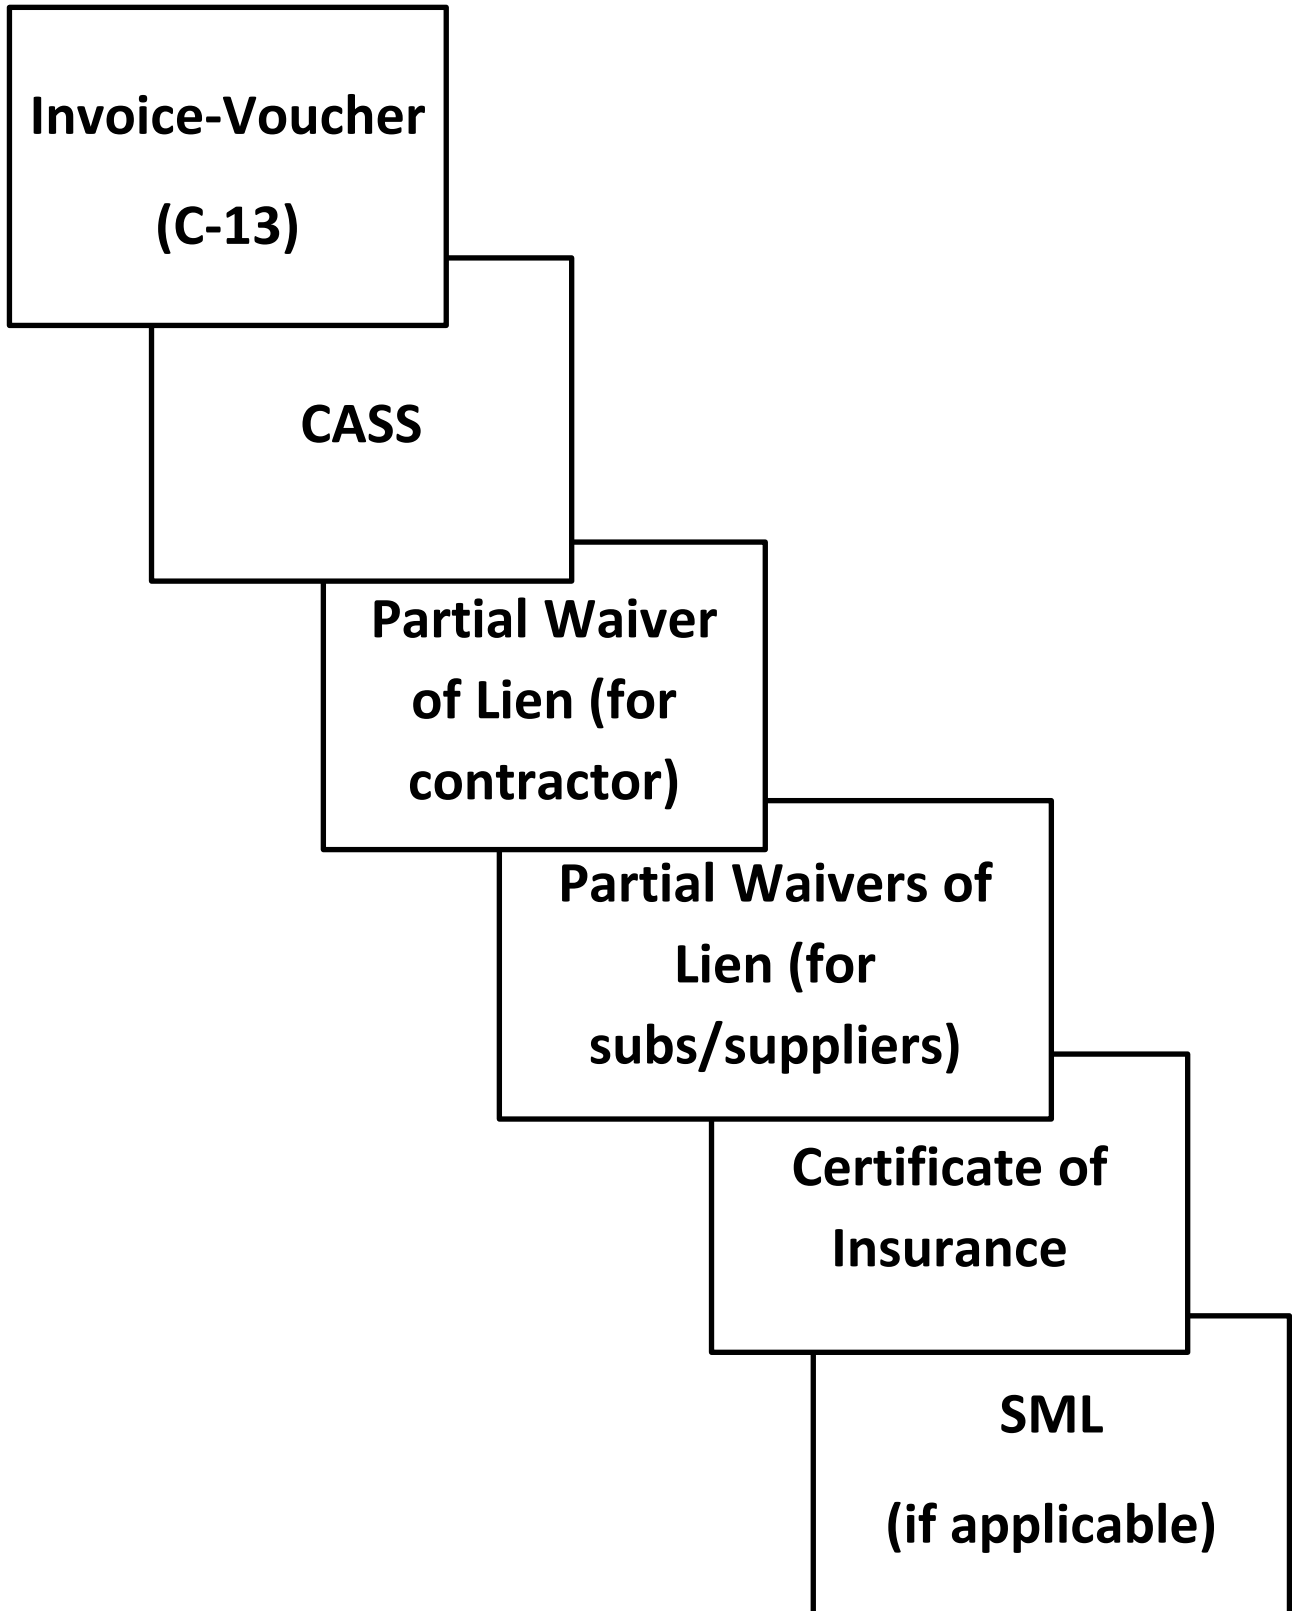 Invoice-Voucher
(C-13)
CASS
Partial Waiver
of Lien (for
contractor)
Partial Waivers of
Lien (for
subs/suppliers)
Certificate of
Insurance
SML
(if applicable)